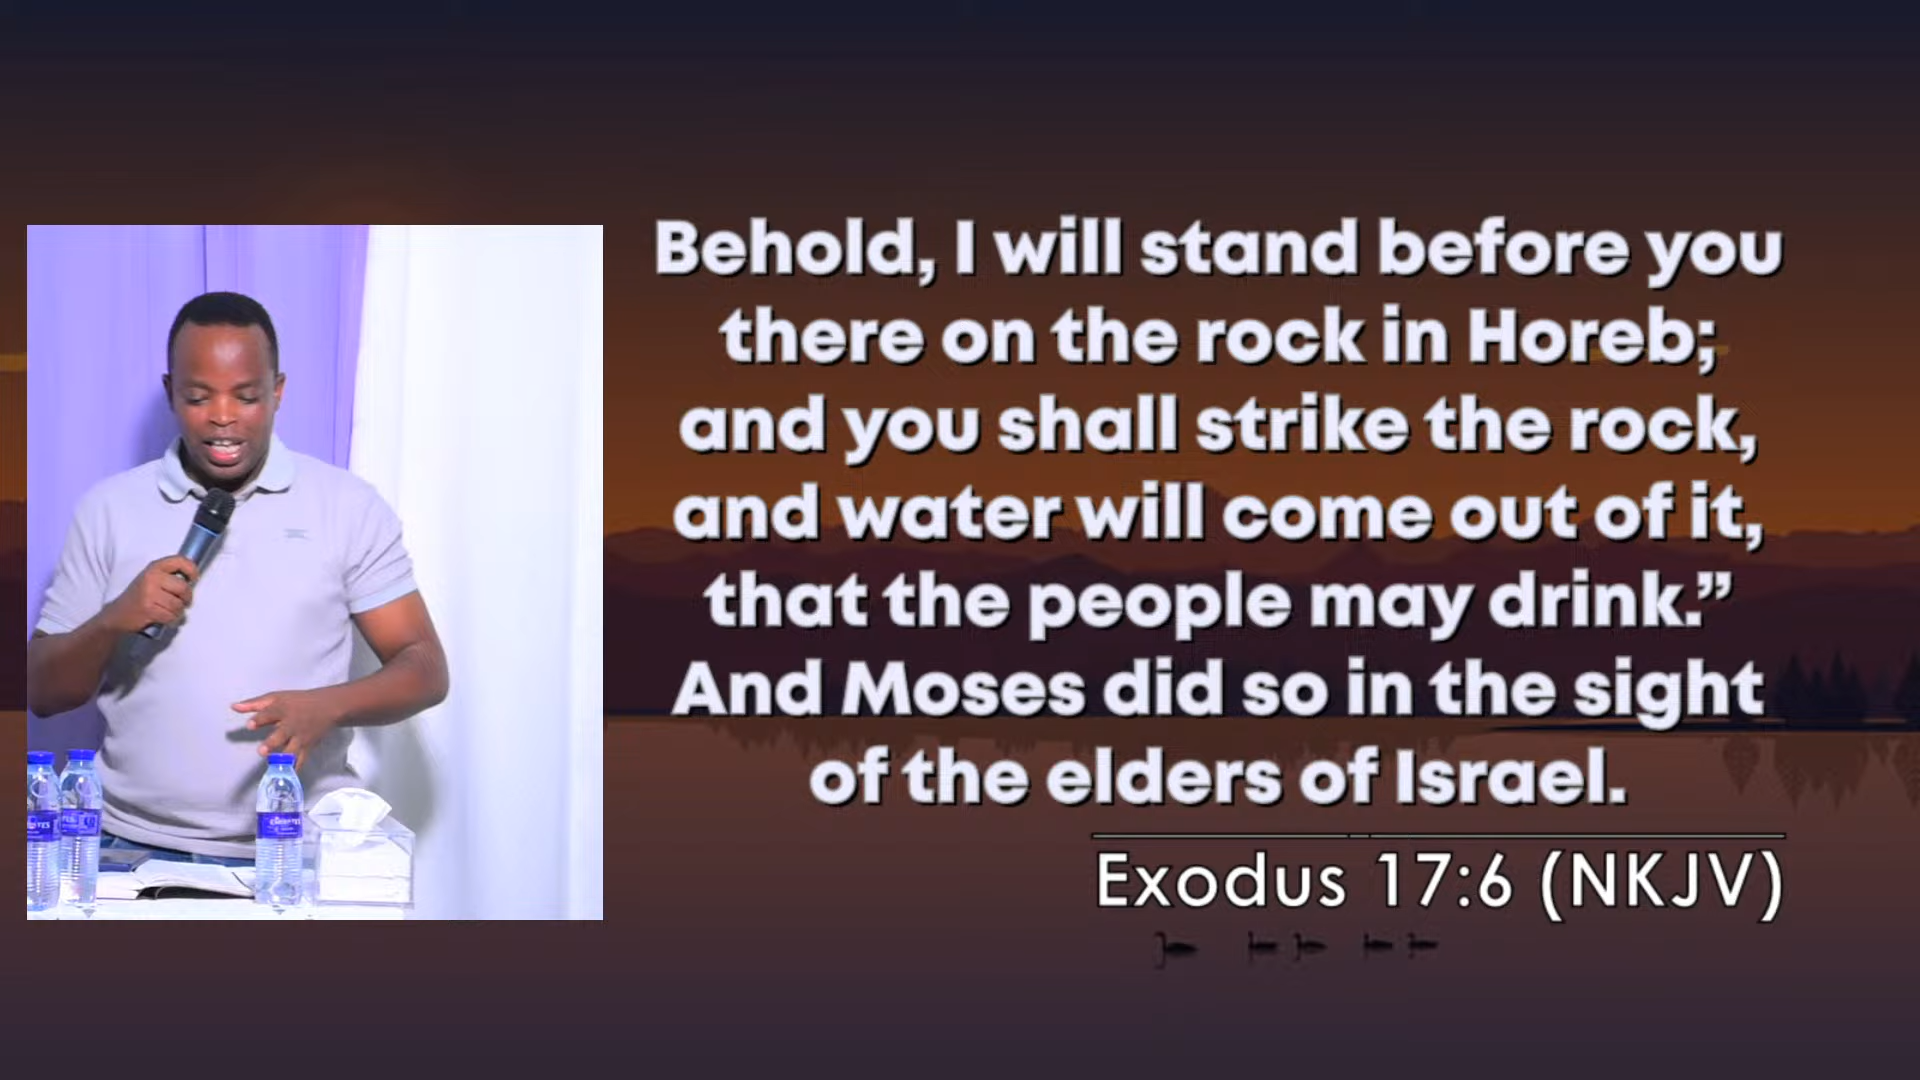 Behold, I will stand before you
there on the rock in Horeb;
and you shall strike the rock,
and water will come out of it,
that the people may drink.”
And Moses did so in the sight
of the elders of Israel.
Exodus 17:6 (NKJV)